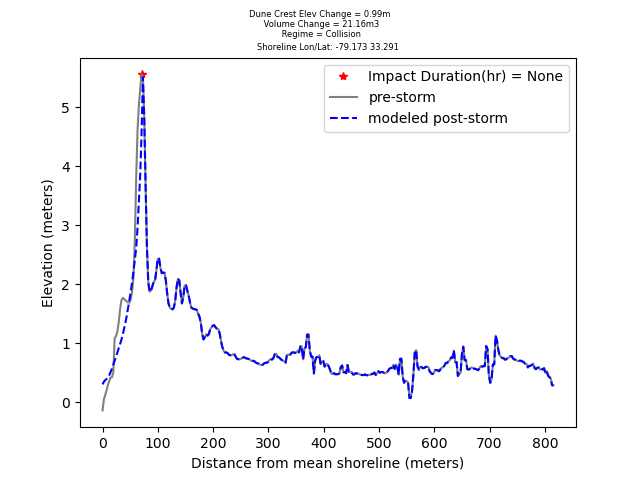 Dune Crest Elev Change = 0.99m
Volume Change = 21.16m3
Regime = Collision
Shoreline Lon/Lat: -79.173 33.291
Impact Duration(hr) = None
pre-storm
modeled post-storm
Elevation (meters)
5
4
3
2
1
0
0 100 200 300 400 500 600 700 800
Distance from mean shoreline (meters)